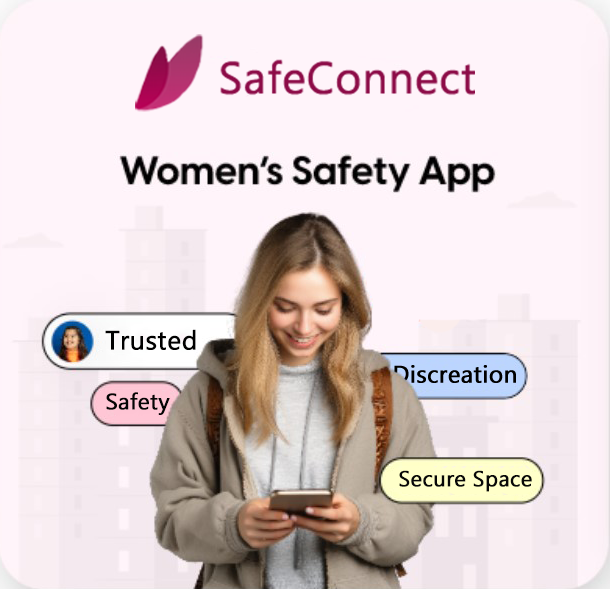 SafeConnect
Women's Safety App
Trusted
Discreation
Safety
Secure Space